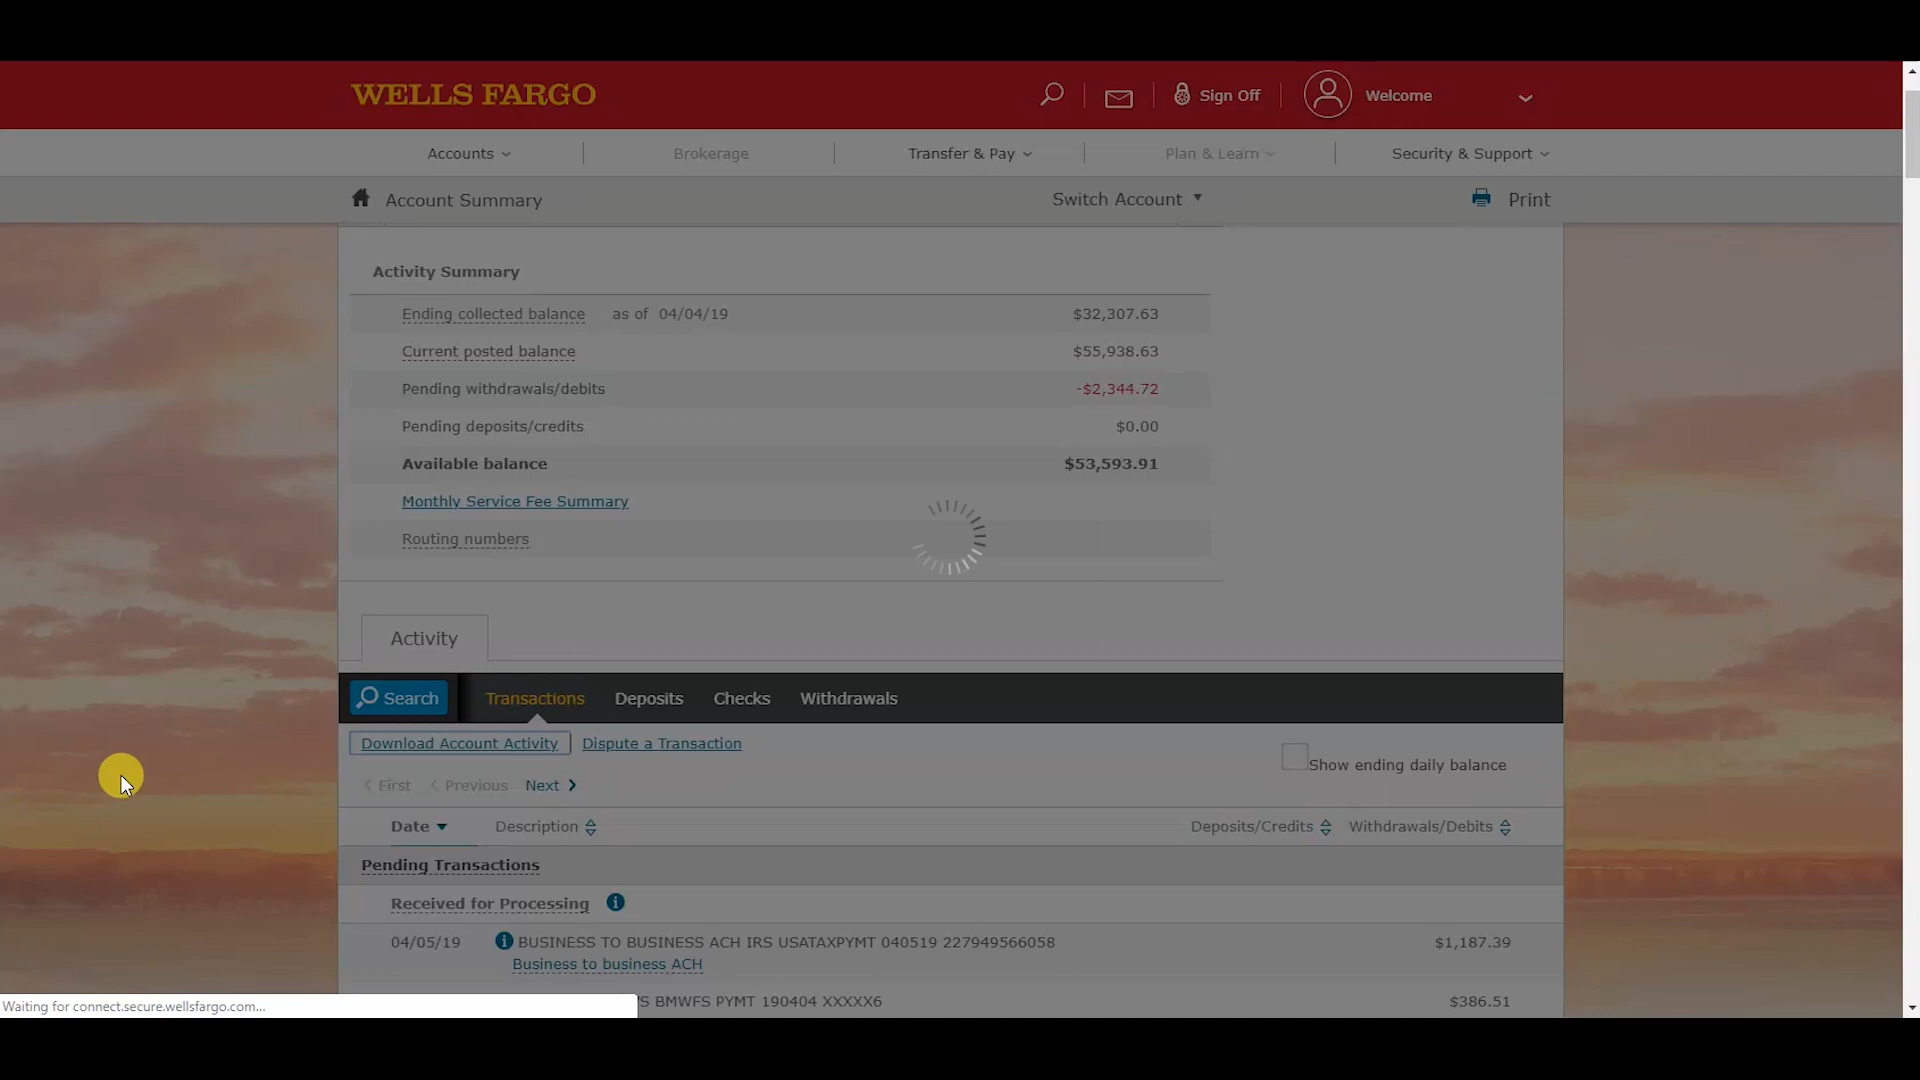 WELLS FARGO
Sign Off
Welcome
Accounts
Brokerage
Transfer & Pay
Plan & Learn
Security & Support
Account Summary
Switch Account
Print
Activity Summary
Ending collected balance as of 04/04/19 $32,307.63
Current posted balance $55,938.63
Pending withdrawals/debits -$2,344.72
Pending deposits/credits $0.00
Available balance $53,593.91
Monthly Service Fee Summary
Routing numbers
Activity
Search Transactions Deposits Checks Withdrawals
Download Account Activity Dispute a Transaction
Show ending daily balance
First Previous Next
Date Description Deposits/Credits Withdrawals/Debits
Pending Transactions
Received for Processing
04/05/19 BUSINESS TO BUSINESS ACH IRS USATAXPYMT 040519 227949566058 $1,187.39
Business to business ACH
BMWFS PYMT 190404 XXXXX6 $386.51
Waiting for connect.secure.wellsfargo.com...